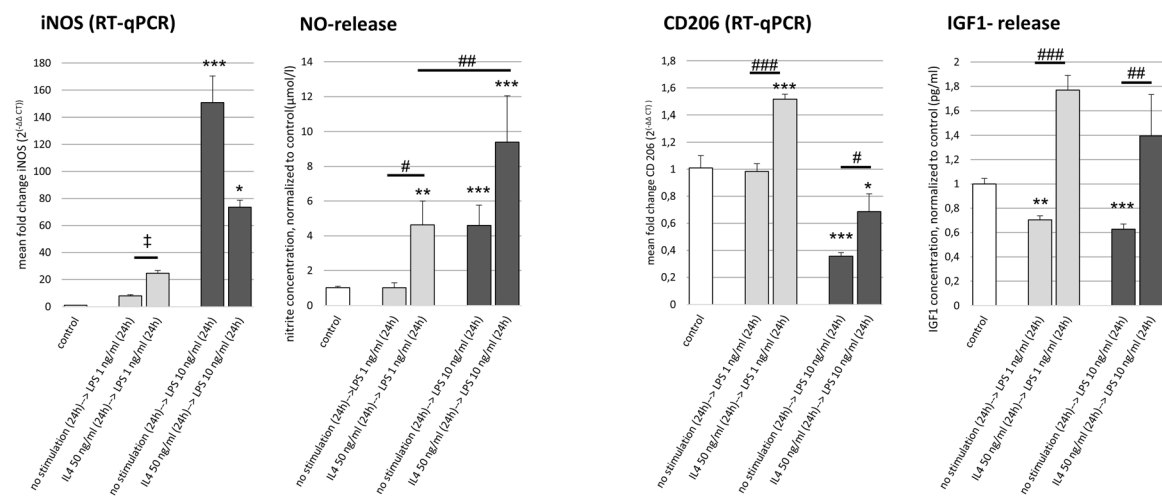 iNOS (RT-qPCR)
mean fold change iNOS (2(-ΔΔ CT))
180
160
140
120
100
80
60
40
20
0
***
*
‡
control
no stimulation (24h)--> LPS 1 ng/ml (24h)
IL4 50 ng/ml (24h)--> LPS 1 ng/ml (24h)
no stimulation (24h)--> LPS 10 ng/ml (24h)
IL4 50 ng/ml (24h)--> LPS 10 ng/ml (24h)
NO-release
nitrite concentration, normalized to control(μmol/l)
14
12
10
8
6
4
2
0
##
***
#
**
***
control
no stimulation (24h)-->LPS 1 ng/ml (24h)
IL4 50 ng/ml (24h)--> LPS 1 ng/ml (24h)
no stimulation (24h)--> LPS 10 ng/ml (24h)
IL4 50 ng/ml (24h)--> LPS 10 ng/ml (24h)
CD206 (RT-qPCR)
mean fold change CD 206 (2(-ΔΔ CT) )
1,8
1,6
1,4
1,2
1
0,8
0,6
0,4
0,2
0
###
***
#
*
***
control
no stimulation (24h)--> LPS 1 ng/ml (24h)
IL4 50 ng/ml (24h)--> LPS 1 ng/ml (24h)
no stimulation (24h)--> LPS 10 ng/ml (24h)
IL4 50 ng/ml (24h)--> LPS 10 ng/ml (24h)
IGF1- release
IGF1 concentration, normalized to control (pg/ml)
2
1,8
1,6
1,4
1,2
1
0,8
0,6
0,4
0,2
0
###
##
**
***
control
no stimulation (24h)--> LPS 1 ng/ml (24h)
IL4 50 ng/ml (24h)--> LPS 1 ng/ml (24h)
no stimulation (24h)--> LPS 10 ng/ml (24h)
IL4 50 ng/ml (24h)--> LPS 10 ng/ml (24h)